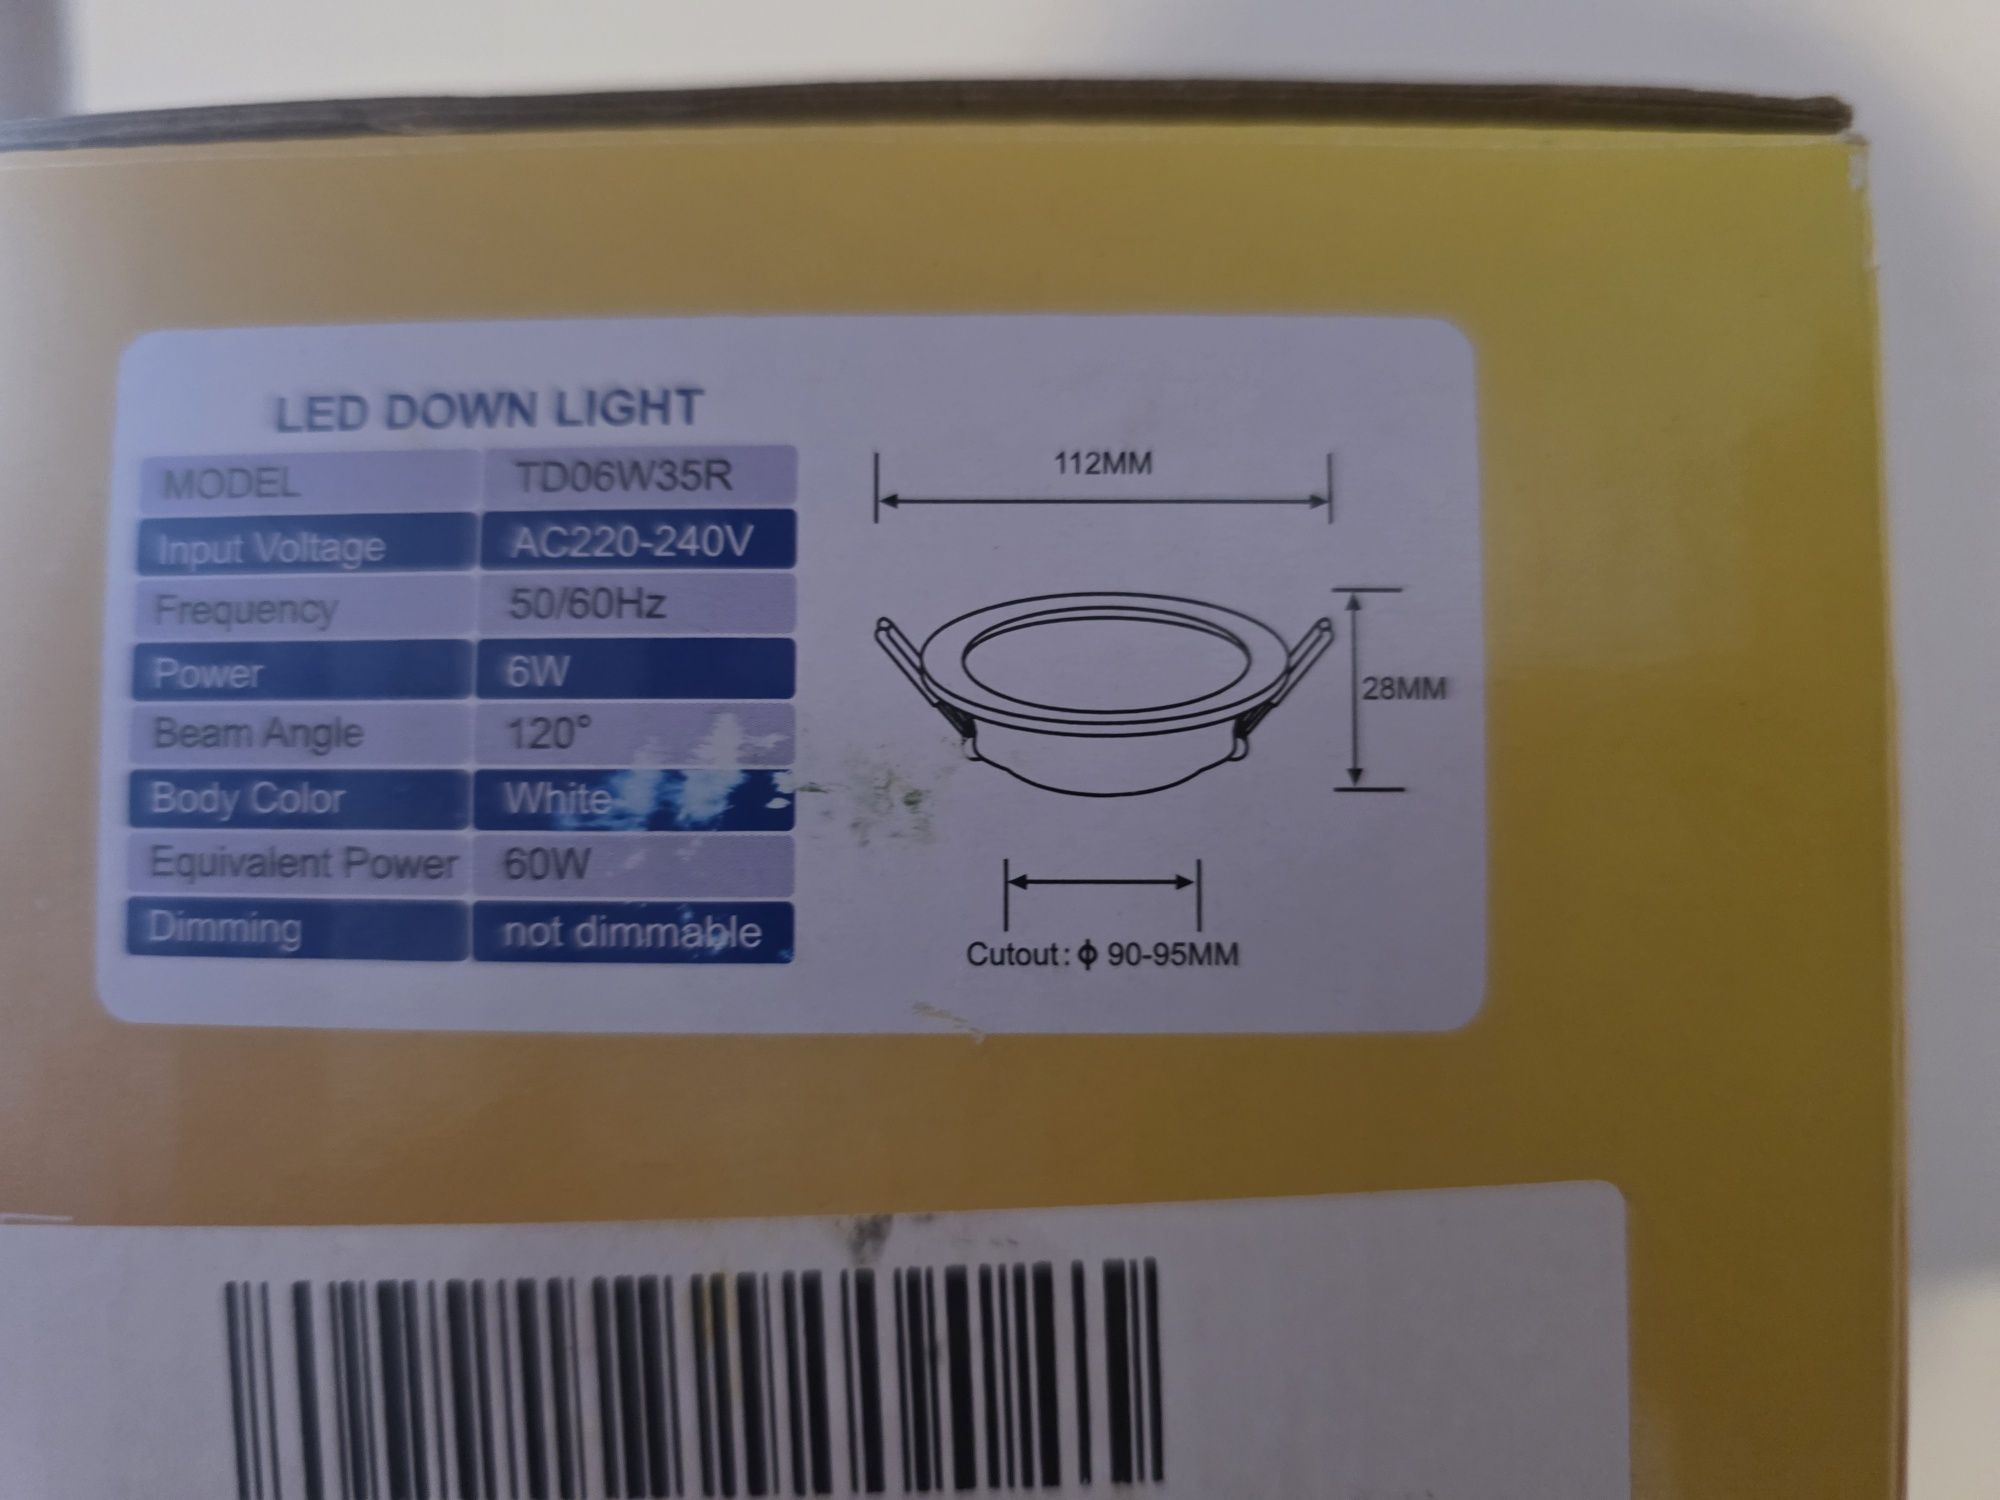 LED DOWN LIGHT
MODEL TD06W35R
Input Voltage AC220-240V
Frequency 50/60Hz
Power 6W
Beam Angle 120°
Body Color White
Equivalent Power 60W
Dimming not dimmable
112MM
28MM
Cutout: ϕ 90-95MM